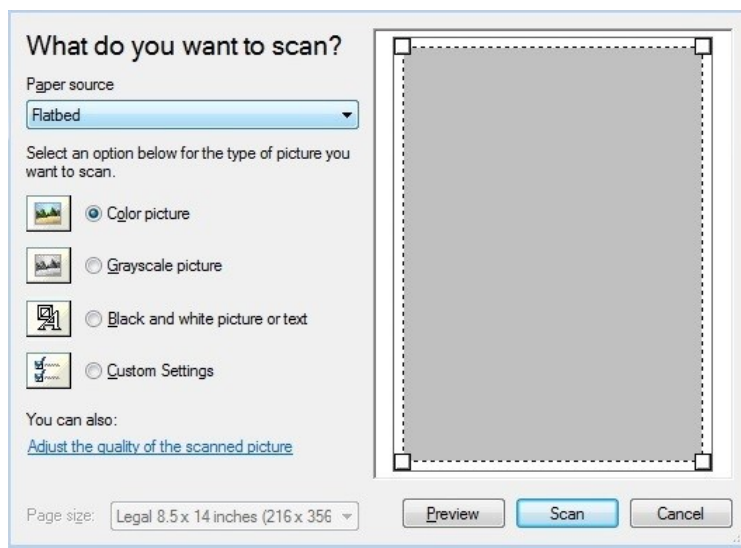 What do you want to scan?
Paper source
Flatbed
Select an option below for the type of picture you
want to scan.
Color picture
Grayscale picture
Black and white picture or text
Custom Settings
You can also:
Adjust the quality of the scanned picture
Page size: Legal 8.5 x 14 inches (216 x 356
Preview Scan Cancel